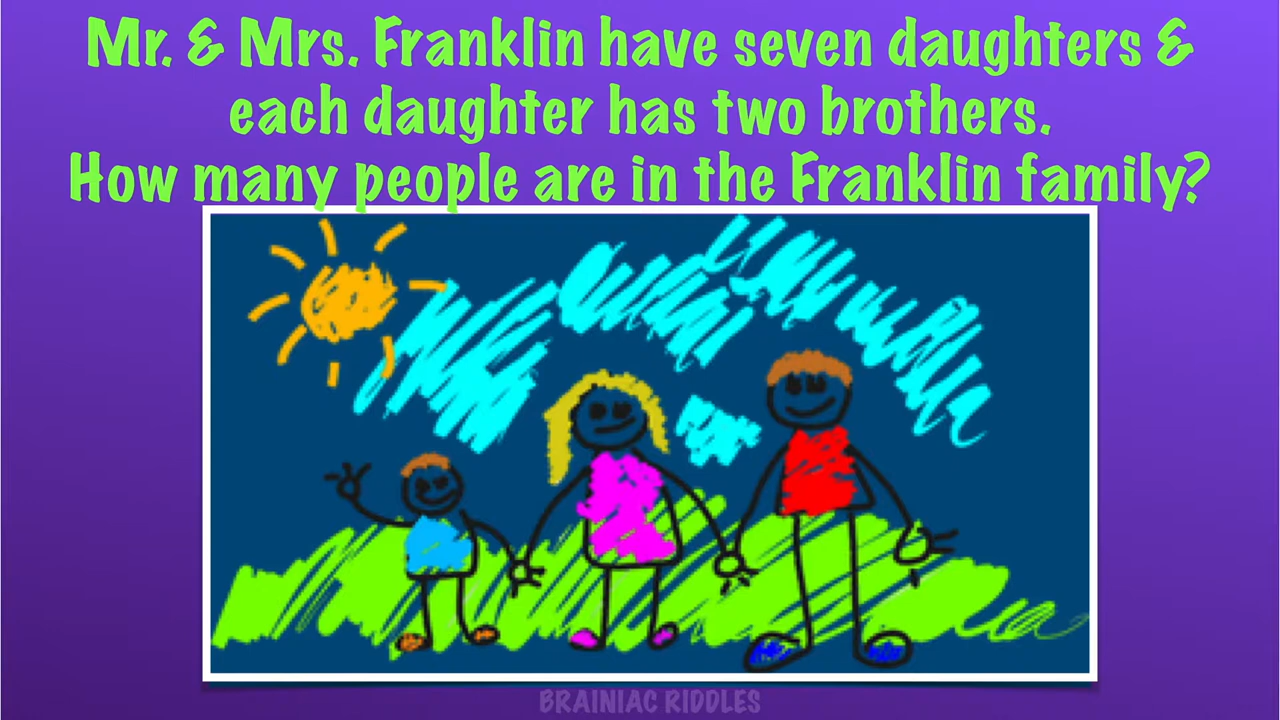 Mr. & Mrs. Franklin have seven daughters &
each daughter has two brothers.
How many people are in the Franklin family?
BRAINIAC RIDDLES